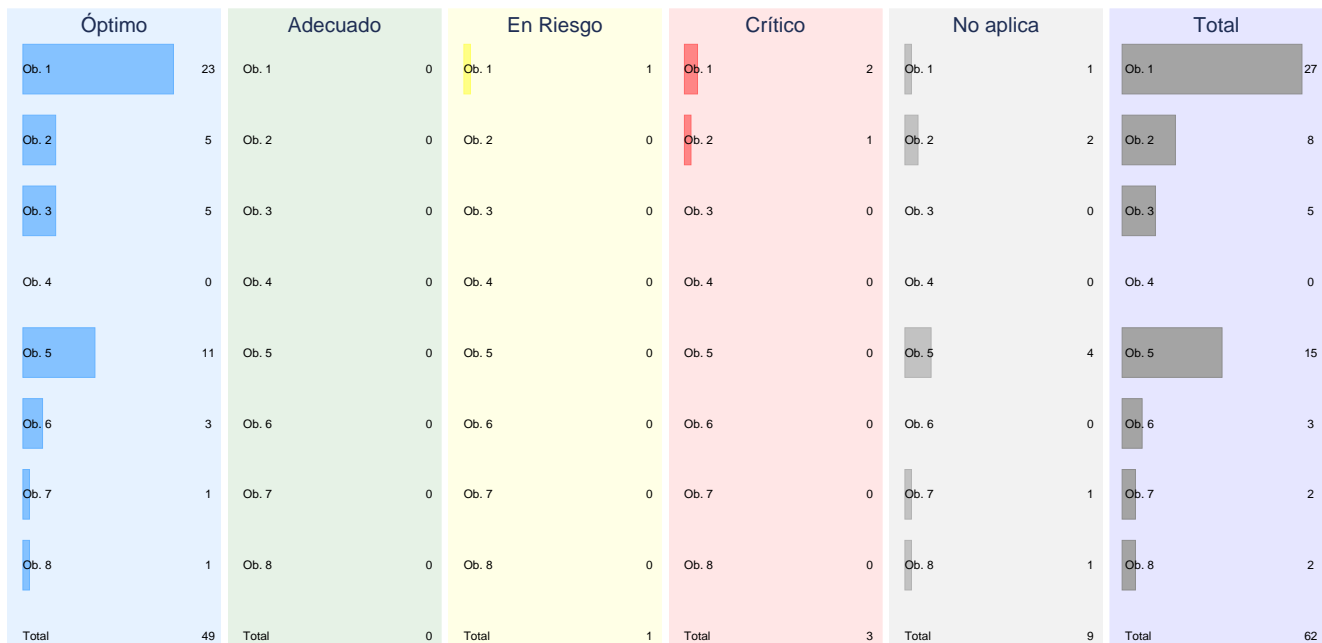 Óptimo Adecuado En Riesgo Crítico No aplica Total
Ob. 1 23 Ob. 1 0 Ob. 1 1 Ob. 1 2 Ob. 1 1 Ob. 1 27
Ob. 2 5 Ob. 2 0 Ob. 2 0 Ob. 2 1 Ob. 2 2 Ob. 2 8
Ob. 3 5 Ob. 3 0 Ob. 3 0 Ob. 3 0 Ob. 3 0 Ob. 3 5
Ob. 4 0 Ob. 4 0 Ob. 4 0 Ob. 4 0 Ob. 4 0 Ob. 4 0
Ob. 5 11 Ob. 5 0 Ob. 5 0 Ob. 5 0 Ob. 5 4 Ob. 5 15
Ob. 6 3 Ob. 6 0 Ob. 6 0 Ob. 6 0 Ob. 6 0 Ob. 6 3
Ob. 7 1 Ob. 7 0 Ob. 7 0 Ob. 7 0 Ob. 7 1 Ob. 7 2
Ob. 8 1 Ob. 8 0 Ob. 8 0 Ob. 8 0 Ob. 8 1 Ob. 8 2
Total 49 Total 0 Total 1 Total 3 Total 9 Total 62